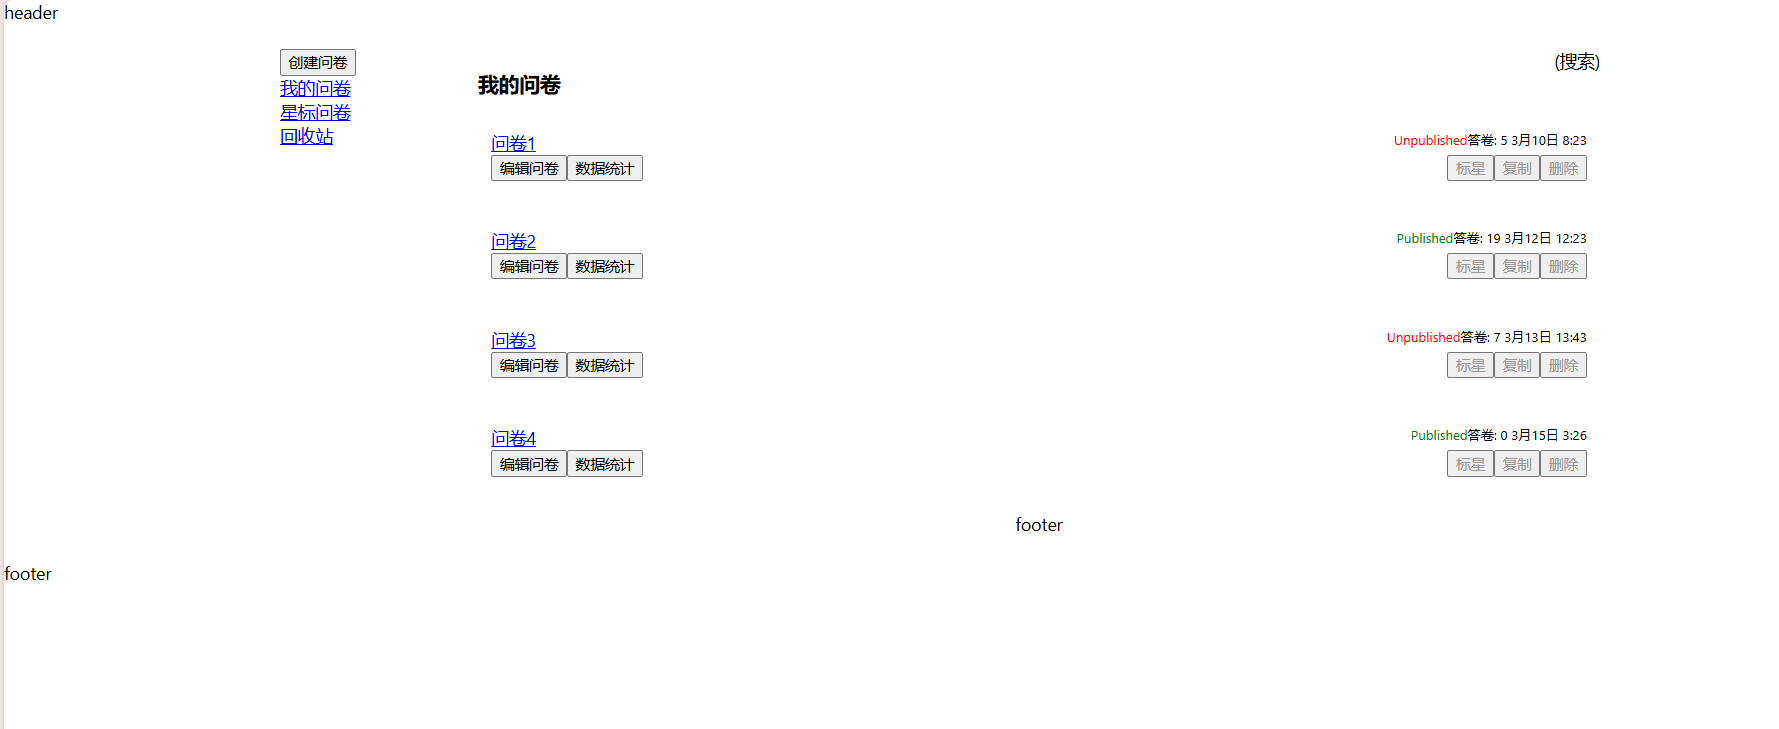 header
创建问卷
我的问卷
星标问卷
回收站
我的问卷
(搜索)
问卷1
Unpublished答卷: 5 3月10日 8:23
编辑问卷 数据统计
标星 复制 删除
问卷2
Published答卷: 19 3月12日 12:23
编辑问卷 数据统计
标星 复制 删除
问卷3
Unpublished答卷: 7 3月13日 13:43
编辑问卷 数据统计
标星 复制 删除
问卷4
Published答卷: 0 3月15日 3:26
编辑问卷 数据统计
标星 复制 删除
footer
footer